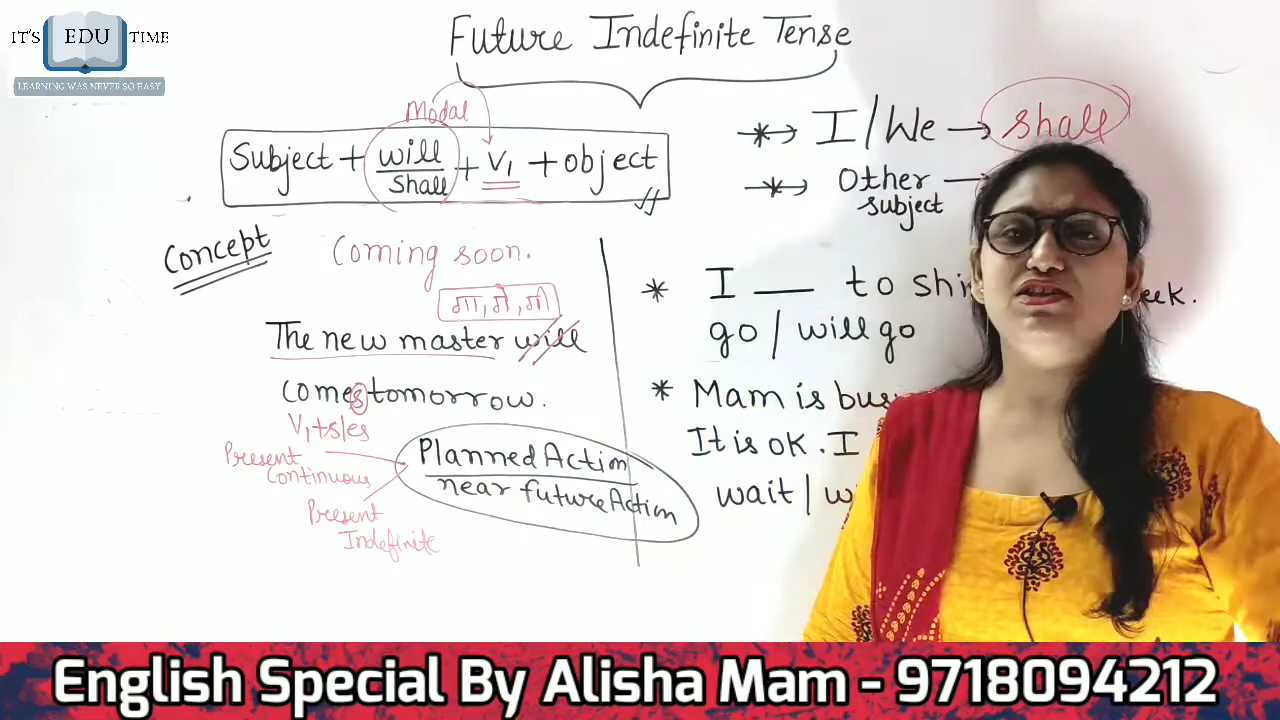 IT'S EDU TIME
LEARNING WAS NEVER SO EASY
Future Indefinite Tense
Modal
Subject + will/shall + V1 + object
I/We → shall
Other subject →
Concept
Coming soon.
गा, गे, गी
The new master will
comes tomorrow.
V1+s/es
Present Continuous
Present Indefinite
Planned Action
near future Action
* I ___ to eek.
go / will go
* Mam is
It is ok. I
wait /
English Special By Alisha Mam - 9718094212